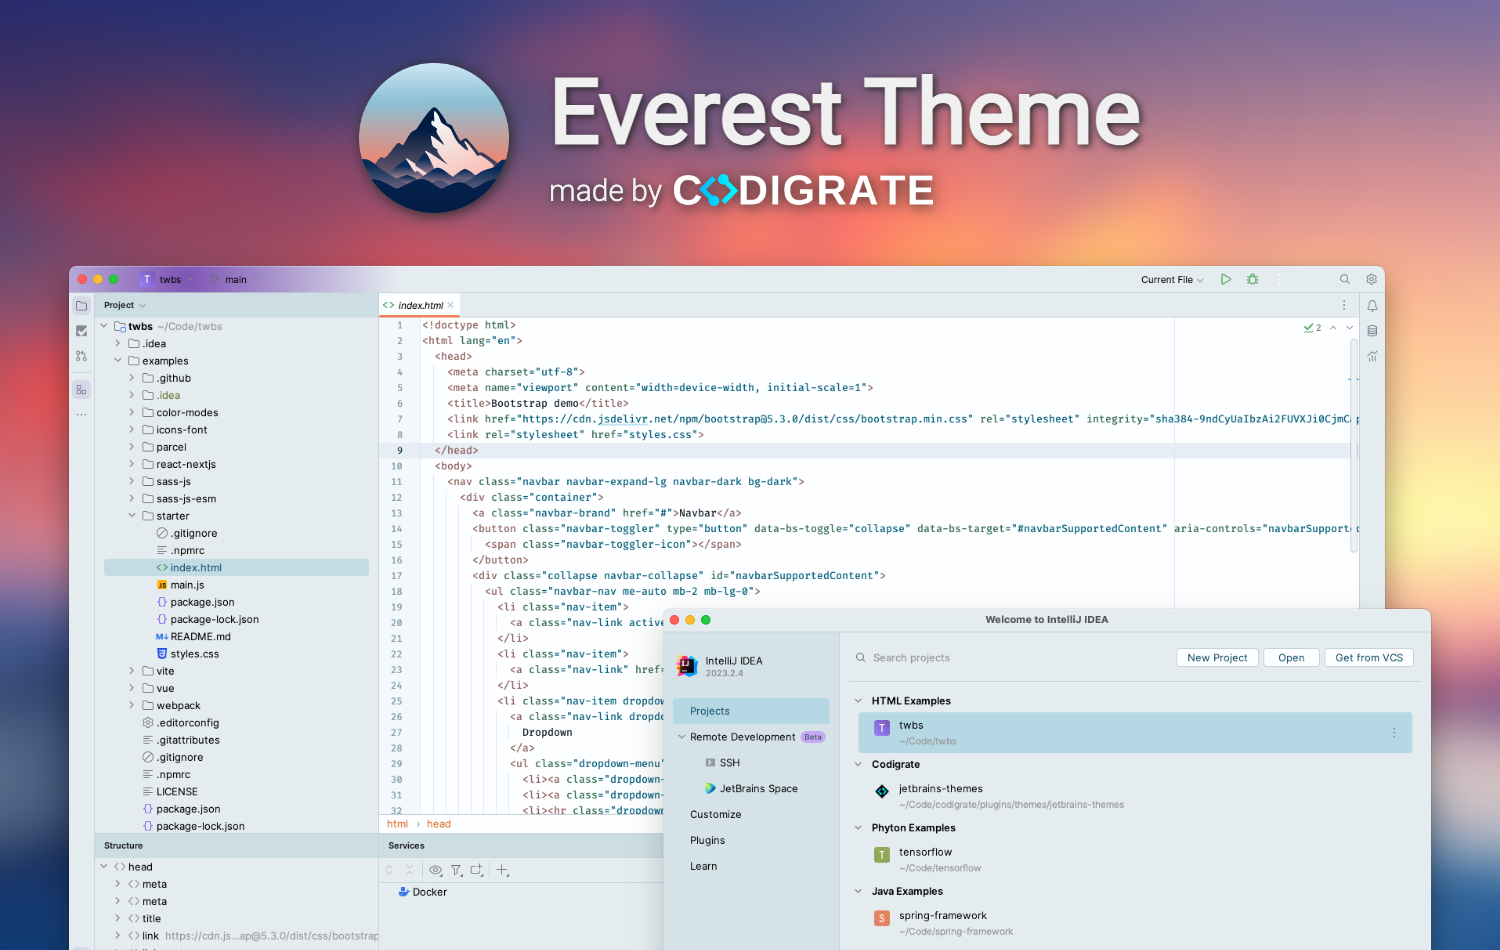 Everest Theme
made by CODIGRATE
T twbs main
Current File
Project
twbs ~/Code/twbs
.idea
examples
.github
.idea
color-modes
icons-font
parcel
react-nextjs
sass-js
sass-js-esm
starter
.gitignore
.npmrc
index.html
main.js
package.json
package-lock.json
README.md
styles.css
vite
vue
webpack
.editorconfig
.gitattributes
.gitignore
.npmrc
LICENSE
package.json
package-lock.json
index.html
2
1 <!doctype html>
2 <html lang="en">
3 <head>
4 <meta charset="utf-8">
5 <meta name="viewport" content="width=device-width, initial-scale=1">
6 <title>Bootstrap demo</title>
7 <link href="https://cdn.jsdelivr.net/npm/bootstrap@5.3.0/dist/css/bootstrap.min.css" rel="stylesheet" integrity="sha384-9ndCyUaIbzAi2FUVXJi0CjmC
8 <link rel="stylesheet" href="styles.css">
9 </head>
10 <body>
11 <nav class="navbar navbar-expand-lg navbar-dark bg-dark">
12 <div class="container">
13 <a class="navbar-brand" href="#">Navbar</a>
14 <button class="navbar-toggler" type="button" data-bs-toggle="collapse" data-bs-target="#navbarSupportedContent" aria-controls="navbarSupporte
15 <span class="navbar-toggler-icon"></span>
16 </button>
17 <div class="collapse navbar-collapse" id="navbarSupportedContent">
18 <ul class="navbar-nav me-auto mb-2 mb-lg-0">
19 <li class="nav-item">
20 <a class="nav-link active
21 </li>
22 <li class="nav-item">
23 <a class="nav-link" href=
24 </li>
25 <li class="nav-item dropdow
26 <a class="nav-link dropdo
27 Dropdown
28 </a>
29 <ul class="dropdown-menu"
30 <li><a class="dropdown-
31 <li><a class="dropdown-
32 <li><hr class="dropdown
html > head
Structure
head
meta
meta
title
link https://cdn.js...ap@5.3.0/dist/css/bootstrap
Services
Docker
Welcome to IntelliJ IDEA
IntelliJ IDEA
2023.2.4
Projects
Remote Development Beta
SSH
JetBrains Space
Customize
Plugins
Learn
Search projects
New Project Open Get from VCS
HTML Examples
T twbs
~/Code/twbs
Codigrate
jetbrains-themes
~/Code/codigrate/plugins/themes/jetbrains-themes
Phyton Examples
T tensorflow
~/Code/tensorflow
Java Examples
S spring-framework
~/Code/spring-framework